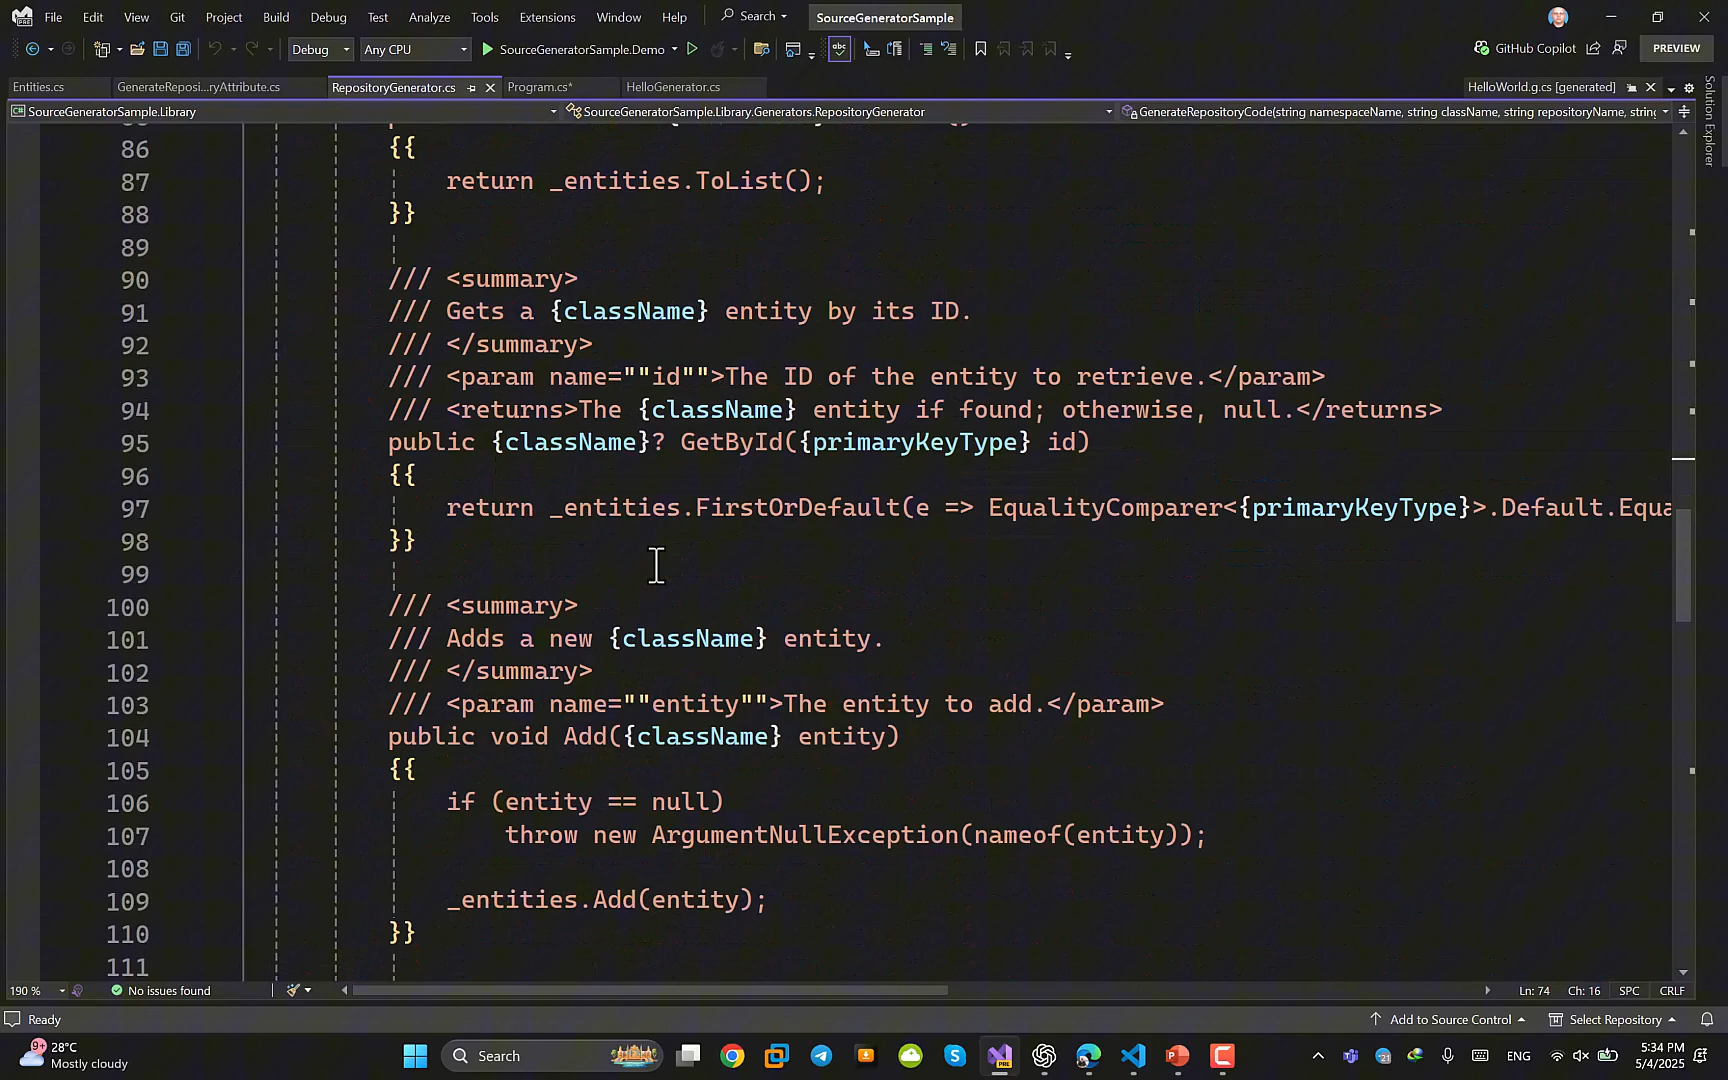 File Edit View Git Project Build Debug Test Analyze Tools Extensions Window Help Search SourceGeneratorSample
Debug Any CPU SourceGeneratorSample.Demo GitHub Copilot PREVIEW
Entities.cs GenerateReposi...ryAttribute.cs RepositoryGenerator.cs Program.cs* HelloGenerator.cs HelloWorld.g.cs [generated]
SourceGeneratorSample.Library SourceGeneratorSample.Library.Generators.RepositoryGenerator GenerateRepositoryCode(string namespaceName, string className, string repositoryName, string
Solution Explorer
86 {{
87 return _entities.ToList();
88 }}
89
90 /// <summary>
91 /// Gets a {className} entity by its ID.
92 /// </summary>
93 /// <param name=""id"">The ID of the entity to retrieve.</param>
94 /// <returns>The {className} entity if found; otherwise, null.</returns>
95 public {className}? GetById({primaryKeyType} id)
96 {{
97 return _entities.FirstOrDefault(e => EqualityComparer<{primaryKeyType}>.Default.Equa
98 }}
99
100 /// <summary>
101 /// Adds a new {className} entity.
102 /// </summary>
103 /// <param name=""entity"">The entity to add.</param>
104 public void Add({className} entity)
105 {{
106 if (entity == null)
107 throw new ArgumentNullException(nameof(entity));
108
109 _entities.Add(entity);
110 }}
111
190 % No issues found Ln: 74 Ch: 16 SPC CRLF
Ready Add to Source Control Select Repository
28°C
Mostly cloudy
Search
ENG
5:34 PM
5/4/2025